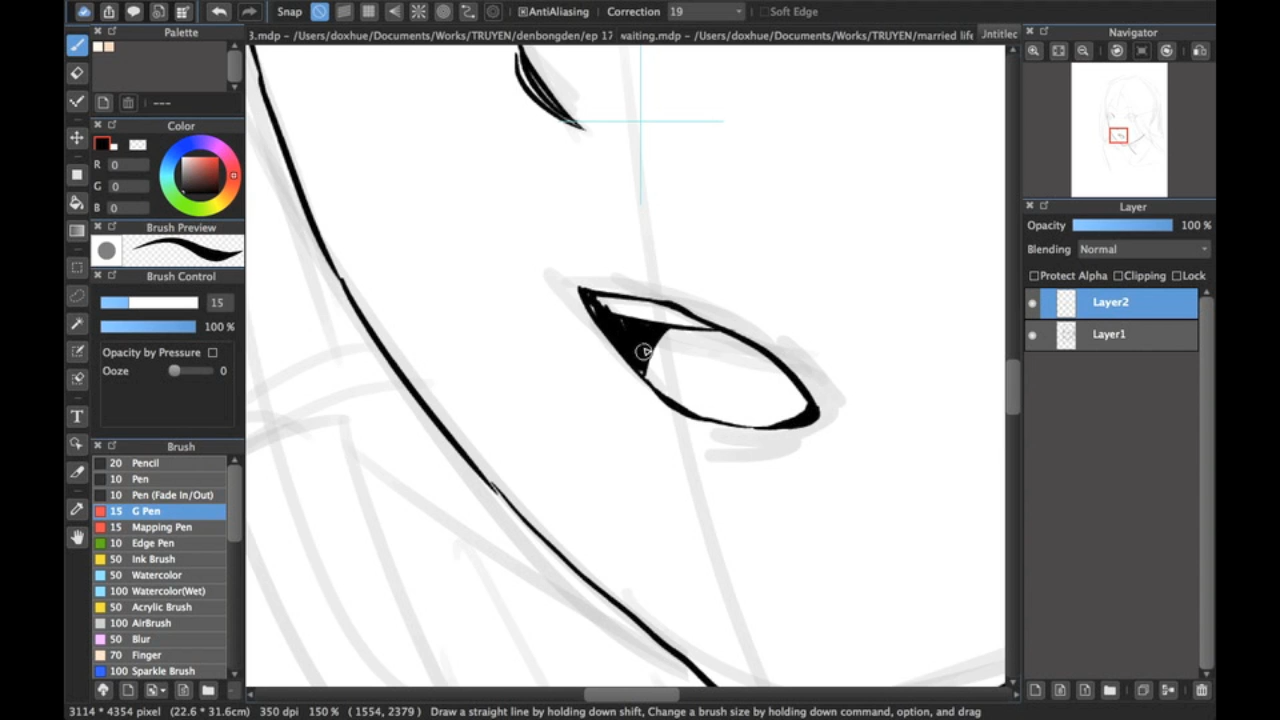 Snap AntiAliasing Correction 19 Soft Edge
Palette
3.mdp - /Users/doxhue/Documents/Works/TRUYEN/denbongden/ep 17
waiting.mdp - /Users/doxhue/Documents/Works/TRUYEN/married life
Jntitlec
Navigator
---
Color
R 0
G 0
B 0
Brush Preview
Brush Control
15
100 %
Opacity by Pressure
Ooze 0
Brush
20 Pencil
10 Pen
10 Pen (Fade In/Out)
15 G Pen
15 Mapping Pen
10 Edge Pen
50 Ink Brush
50 Watercolor
100 Watercolor(Wet)
50 Acrylic Brush
100 AirBrush
50 Blur
70 Finger
100 Sparkle Brush
T
Layer
Opacity 100 %
Blending Normal
Protect Alpha Clipping Lock
Layer2
Layer1
3114 * 4354 pixel (22.6 * 31.6cm) 350 dpi 150 % ( 1554, 2379 ) Draw a straight line by holding down shift, Change a brush size by holding down command, option, and drag